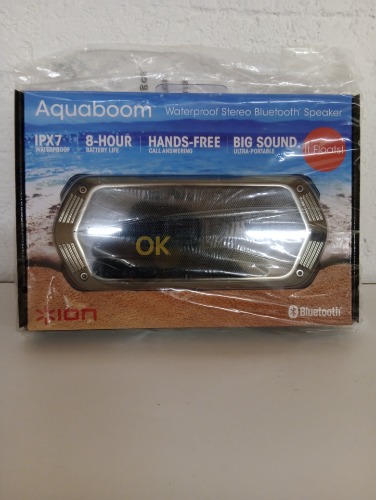 Aquaboom Waterproof Stereo Bluetooth Speaker
IPX7 8-HOUR HANDS-FREE BIG SOUND
WATERPROOF BATTERY LIFE CALL ANSWERING ULTRA-PORTABLE
It Floats!
OK
XION
Bluetooth